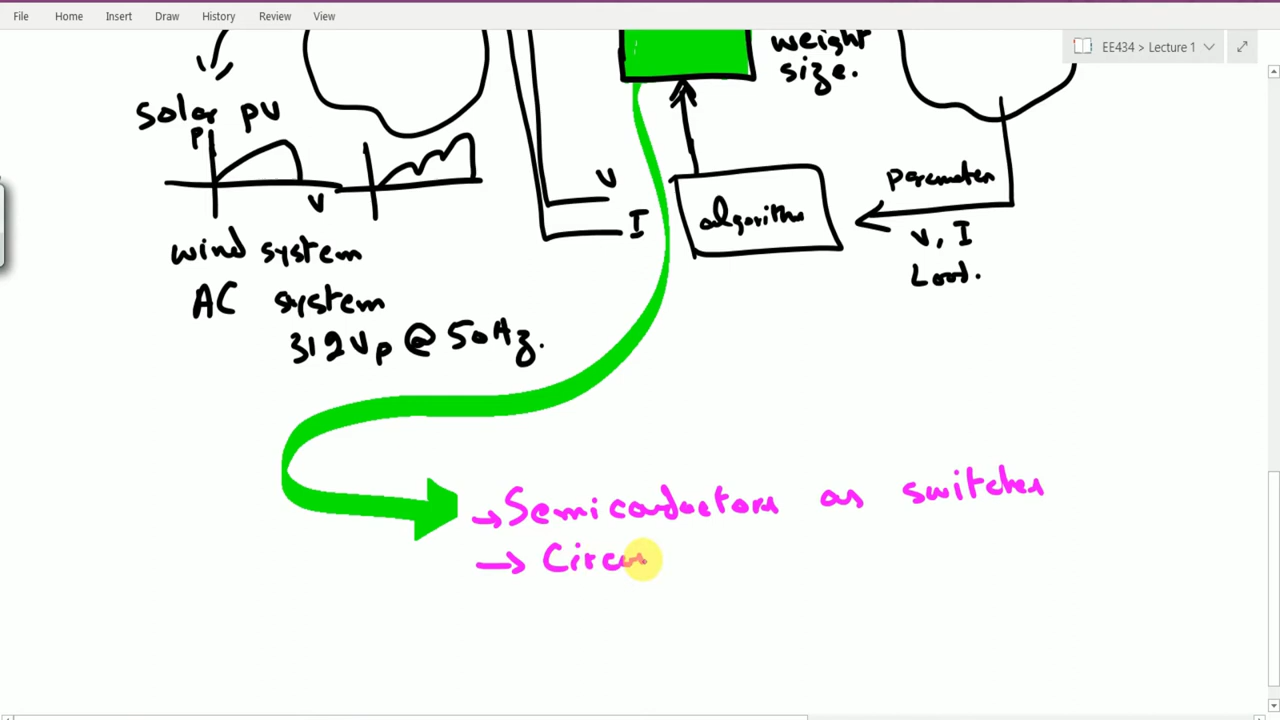 File Home Insert Draw History Review View
EE434 > Lecture 1
weight
size.
solar PV
P
V
V
I
algorithm
parameter
V, I
Load.
wind system
AC system
312Vp @ 50Hz.
→ Semiconductors as switches
→ Circu